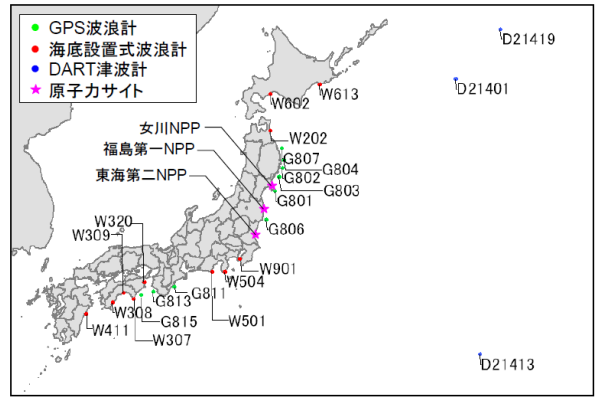 GPS波浪計
海底設置式波浪計
DART津波計
原子力サイト
D21419
D21401
W613
W602
女川NPP
W202
福島第一NPP
G807
G804
東海第二NPP
G802
G803
G801
W320
G806
W309
W901
W504
G811
G813
W308
G815
W501
W411
W307
D21413